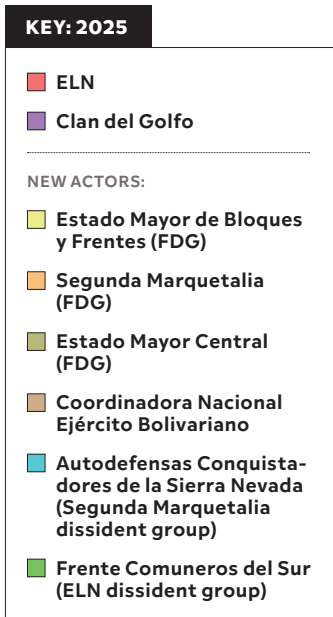 KEY: 2025
ELN
Clan del Golfo
NEW ACTORS:
Estado Mayor de Bloques
y Frentes (FDG)
Segunda Marquetalia
(FDG)
Estado Mayor Central
(FDG)
Coordinadora Nacional
Ejército Bolivariano
Autodefensas Conquista-
dores de la Sierra Nevada
(Segunda Marquetalia
dissident group)
Frente Comuneros del Sur
(ELN dissident group)